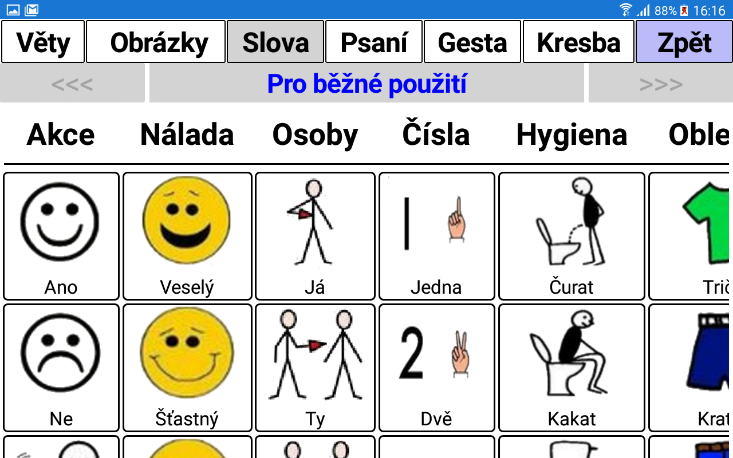 88% 16:16
Věty Obrázky Slova Psaní Gesta Kresba Zpět
<<< Pro běžné použití >>>
Akce Nálada Osoby Čísla Hygiena Oble
1
Ano Veselý Já Jedna Čurat Trič
2
Ne Šťastný Ty Dvě Kakat Krat